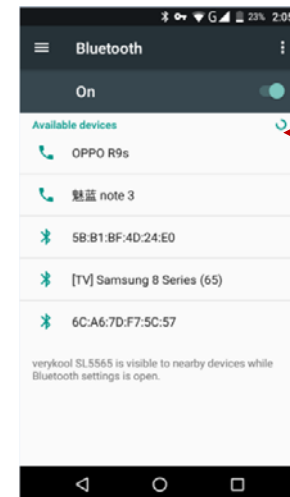 G 23% 2:05
Bluetooth
On
Available devices
OPPO R9s
魅蓝 note 3
5B:B1:BF:4D:24:E0
[TV] Samsung 8 Series (65)
6C:A6:7D:F7:5C:57
verykool SL5565 is visible to nearby devices while
Bluetooth settings is open.